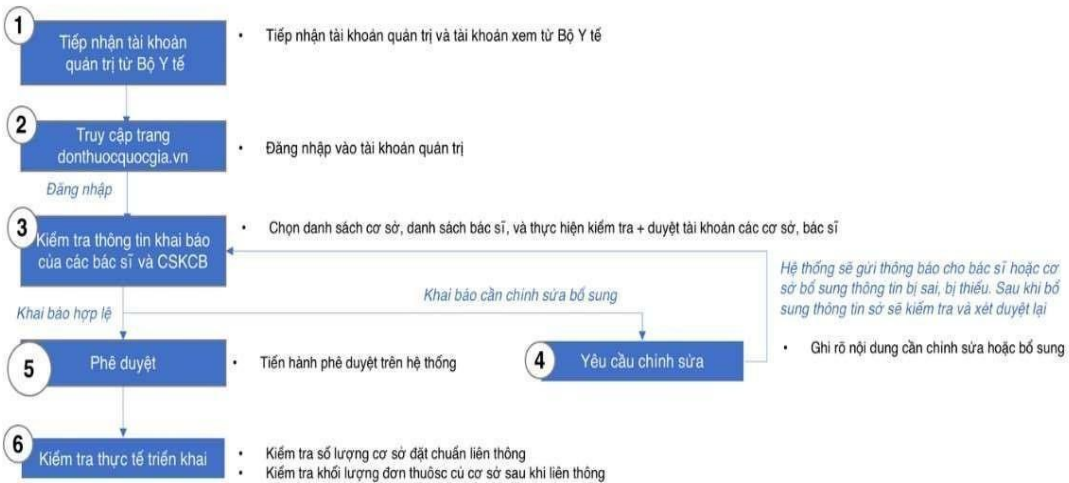 1
Tiếp nhận tài khoản
quản trị từ Bộ Y tế
• Tiếp nhận tài khoản quản trị và tài khoản xem từ Bộ Y tế
2
Truy cập trang
donthuocquocgia.vn
• Đăng nhập vào tài khoản quản trị
Đăng nhập
3
Kiểm tra thông tin khai báo
của các bác sĩ và CSKCB
• Chọn danh sách cơ sở, danh sách bác sĩ, và thực hiện kiểm tra + duyệt tài khoản các cơ sở, bác sĩ
Hệ thống sẽ gửi thông báo cho bác sĩ hoặc cơ
sở bổ sung thông tin bị sai, bị thiếu. Sau khi bổ
sung thông tin sở sẽ kiểm tra và xét duyệt lại
Khai báo cần chỉnh sửa bổ sung
Khai báo hợp lệ
5
Phê duyệt
• Tiến hành phê duyệt trên hệ thống
4
Yêu cầu chỉnh sửa
• Ghi rõ nội dung cần chỉnh sửa hoặc bổ sung
6
Kiểm tra thực tế triển khai
• Kiểm tra số lượng cơ sở đặt chuẩn liên thông
• Kiểm tra khối lượng đơn thuôsc củ cơ sở sau khi liên thông